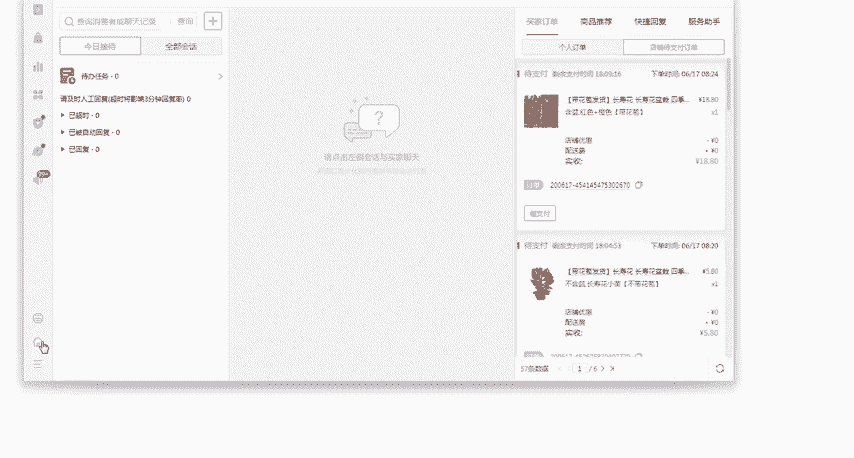 查询消费者或聊天记录 查询
今日接待 全部会话
待办任务 · 0
请及时人工回复(超时将影响3分钟回复率) 0
已超时 · 0
已被自动回复 · 0
已回复 · 0
99+
请点击左侧会话与买家聊天
买家订单 商品推荐 快捷回复 服务助手
个人订单 店铺待支付订单
待支付 剩余支付时间 18:09:36 下单时间: 06/17 08:24
【带花苞发货】长寿花 长寿花盆栽 四季... ¥18.80
含盆,红色+橙色【带花苞】 x1
店铺优惠 - ¥0
配送费 + ¥0
实收: ¥18.80
订单 200617-454145475302670
催支付
待支付 剩余支付时间 18:04:53 下单时间: 06/17 08:20
【带花苞发货】长寿花 长寿花盆栽 四季... ¥5.80
不含盆,长寿花小苗【不带花苞】 x1
店铺优惠 - ¥0
配送费 + ¥0
实收: ¥5.80
57条数据 1 / 6